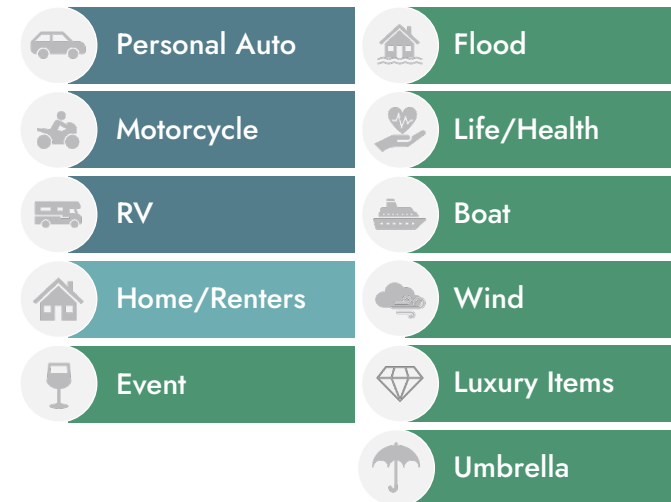 Personal Auto
Motorcycle
RV
Home/Renters
Event
Flood
Life/Health
Boat
Wind
Luxury Items
Umbrella